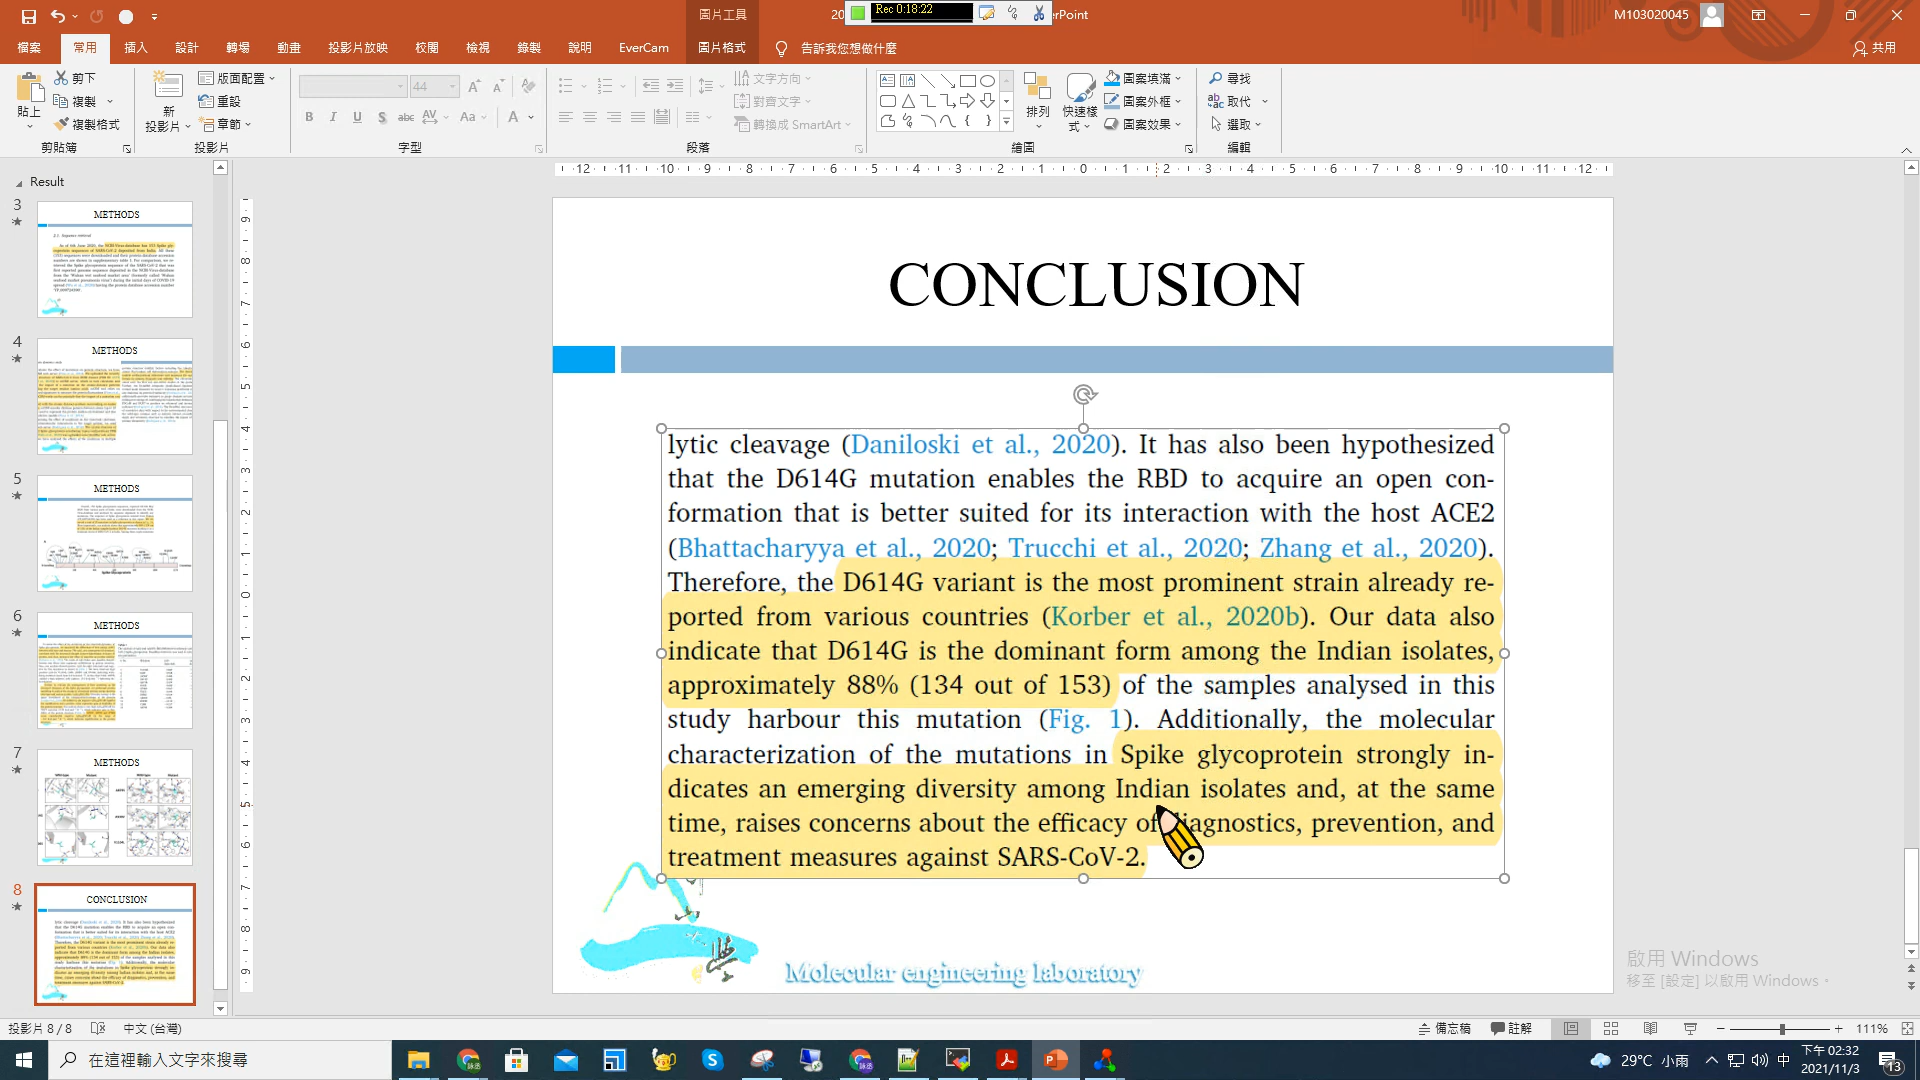 圖片工具
20
Rec 0:18:22
erPoint
M103020045
檔案
常用
插入
設計
轉場
動畫
投影片放映
校閱
檢視
錄製
說明
EverCam
圖片格式
告訴我您想做什麼
共用
貼上
剪下
複製
複製格式
剪貼簿
新
投影片
版面配置
重設
章節
投影片
44
B I U S abc AV Aa A
字型
文字方向
對齊文字
轉換成 SmartArt
段落
排列
快速樣
式
圖案填滿
圖案外框
圖案效果
繪圖
尋找
取代
選取
編輯
Result
3
METHODS
4
METHODS
5
METHODS
6
METHODS
7
METHODS
8
CONCLUSION
CONCLUSION
lytic cleavage (Daniloski et al., 2020). It has also been hypothesized
that the D614G mutation enables the RBD to acquire an open con-
formation that is better suited for its interaction with the host ACE2
(Bhattacharyya et al., 2020; Trucchi et al., 2020; Zhang et al., 2020).
Therefore, the D614G variant is the most prominent strain already re-
ported from various countries (Korber et al., 2020b). Our data also
indicate that D614G is the dominant form among the Indian isolates,
approximately 88% (134 out of 153) of the samples analysed in this
study harbour this mutation (Fig. 1). Additionally, the molecular
characterization of the mutations in Spike glycoprotein strongly in-
dicates an emerging diversity among Indian isolates and, at the same
time, raises concerns about the efficacy of diagnostics, prevention, and
treatment measures against SARS-CoV-2.
Molecular engineering laboratory
啟用 Windows
移至 [設定] 以啟用 Windows。
投影片 8 / 8
中文 (台灣)
備忘稿
註解
111%
在這裡輸入文字來搜尋
29°C 小雨
中
下午 02:32
2021/11/3
13